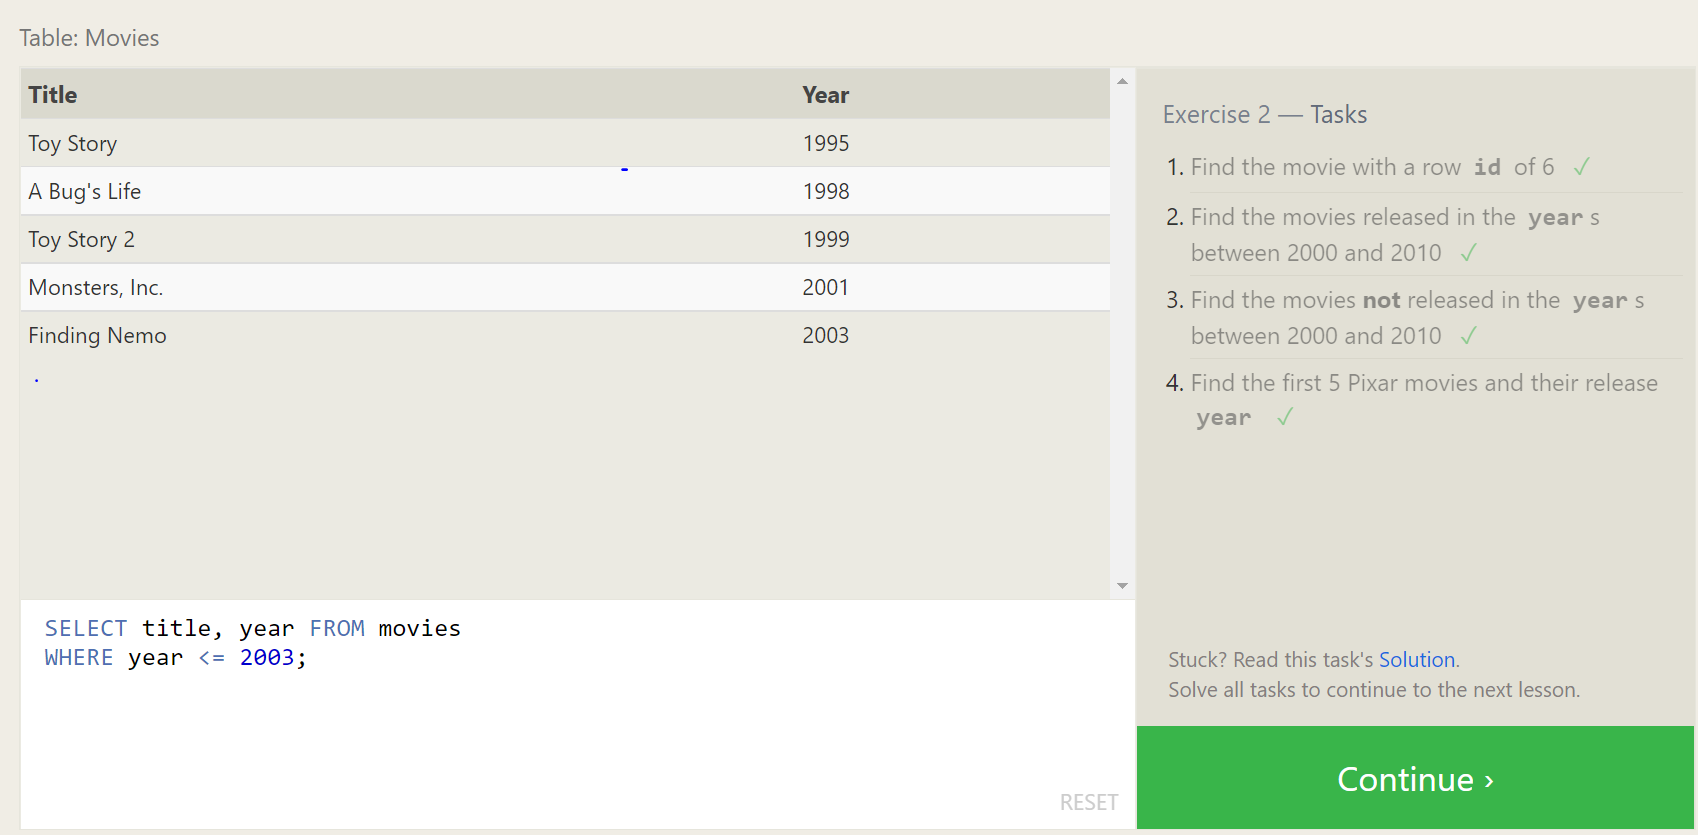 Table: Movies
Title Year
Toy Story 1995
A Bug's Life 1998
Toy Story 2 1999
Monsters, Inc. 2001
Finding Nemo 2003
SELECT title, year FROM movies
WHERE year <= 2003;
RESET
Exercise 2 — Tasks
1. Find the movie with a row id of 6 ✓
2. Find the movies released in the year s
between 2000 and 2010 ✓
3. Find the movies not released in the year s
between 2000 and 2010 ✓
4. Find the first 5 Pixar movies and their release
year ✓
Stuck? Read this task's Solution.
Solve all tasks to continue to the next lesson.
Continue ›